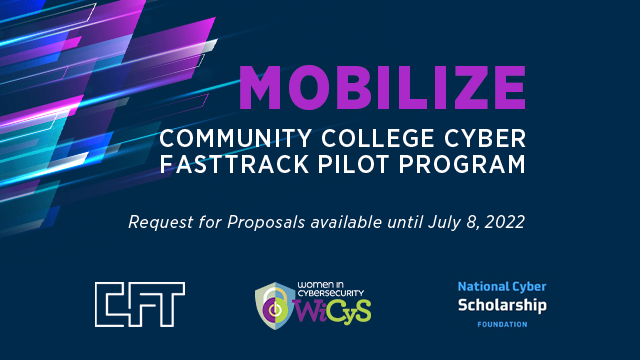 MOBILIZE
COMMUNITY COLLEGE CYBER
FASTTRACK PILOT PROGRAM
Request for Proposals available until July 8, 2022
CFT
WOMEN IN
CYBERSECURITY
WiCyS
National Cyber
Scholarship
FOUNDATION